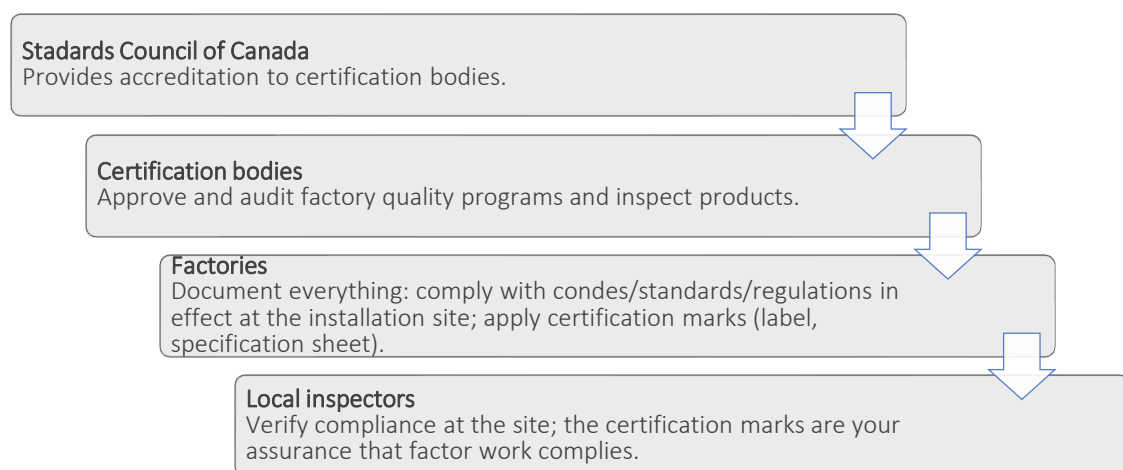 Stadards Council of Canada
Provides accreditation to certification bodies.
Certification bodies
Approve and audit factory quality programs and inspect products.
Factories
Document everything: comply with condes/standards/regulations in
effect at the installation site; apply certification marks (label,
specification sheet).
Local inspectors
Verify compliance at the site; the certification marks are your
assurance that factor work complies.